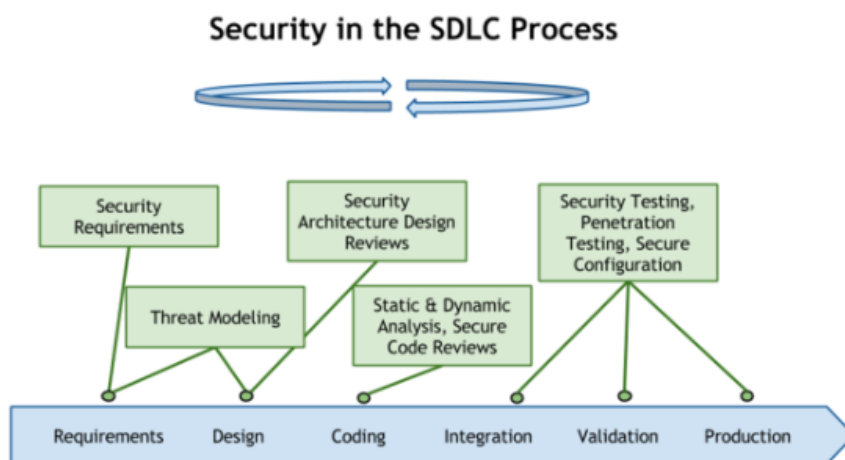 Security in the SDLC Process
Security
Requirements
Security
Architecture Design
Reviews
Security Testing,
Penetration
Testing, Secure
Configuration
Threat Modeling
Static & Dynamic
Analysis, Secure
Code Reviews
Requirements
Design
Coding
Integration
Validation
Production